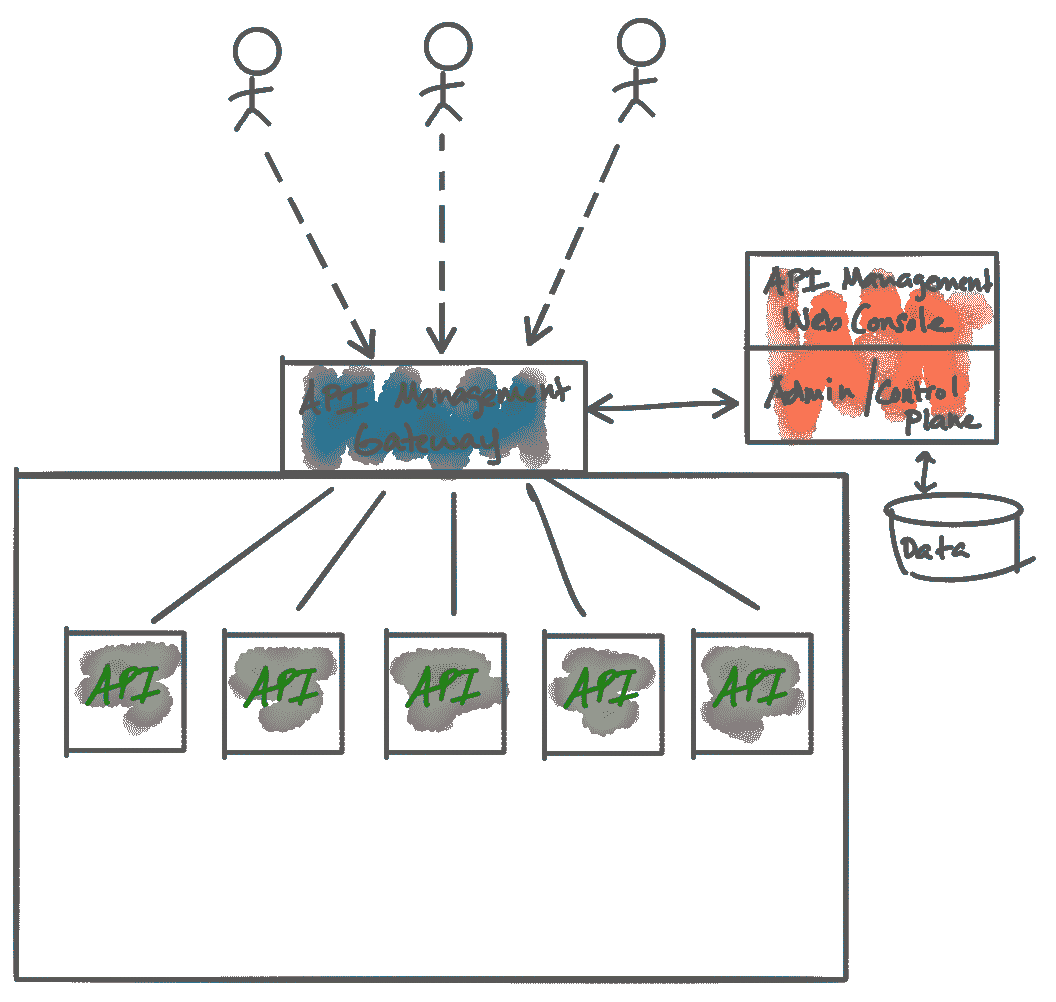 API Management
Web Console
Admin / Control
Plane
API Management
Gateway
Data
API
API
API
API
API